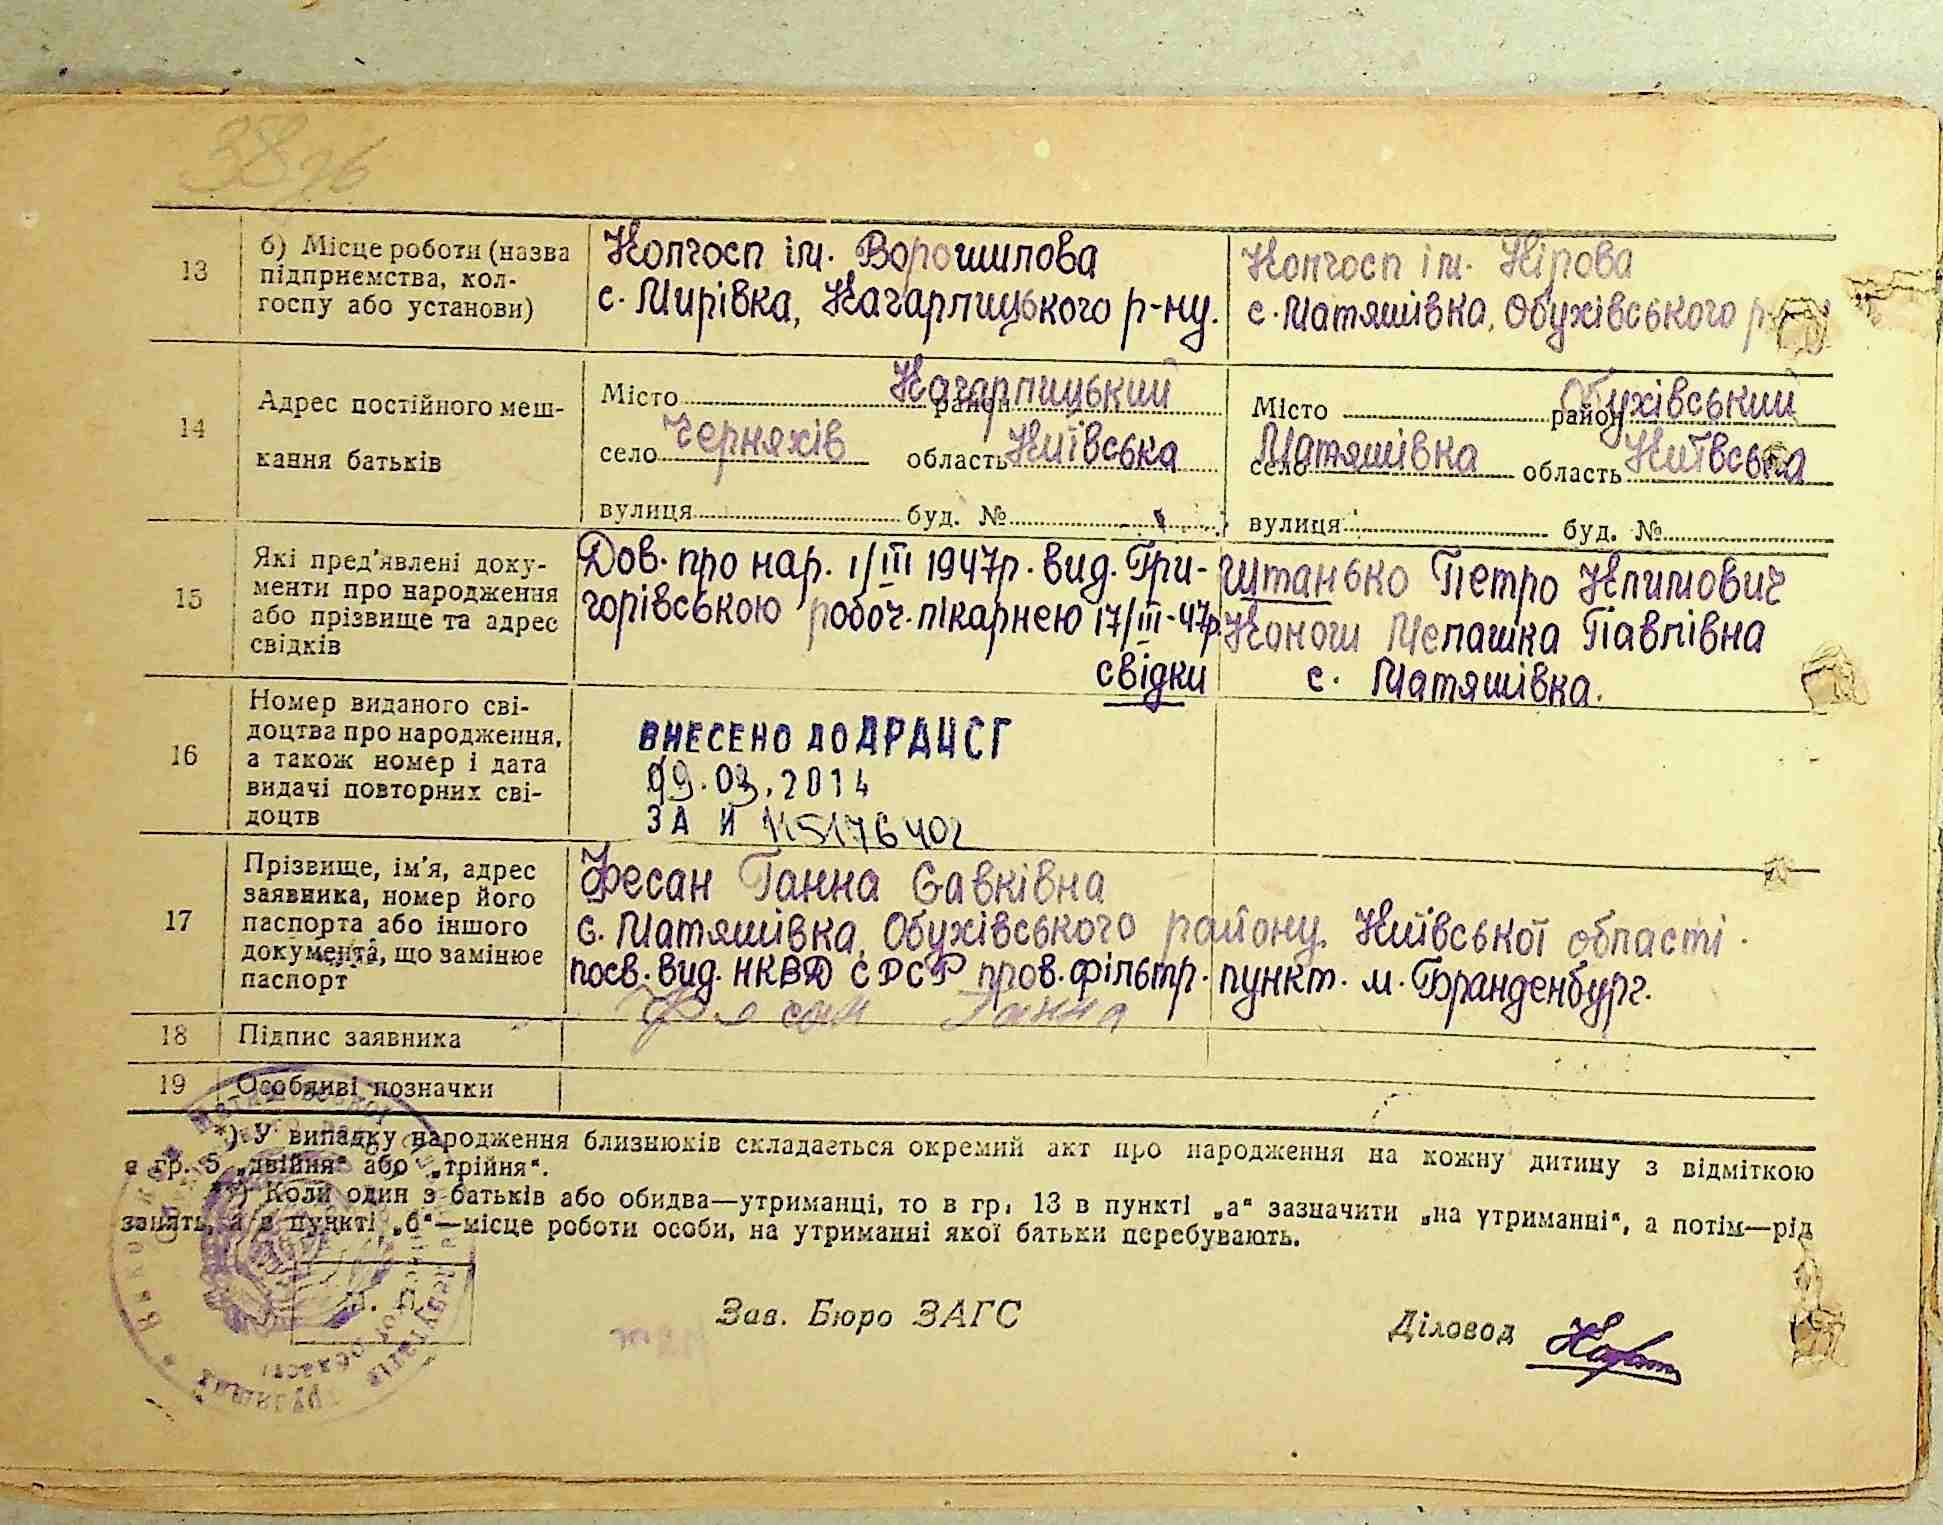 13
б) Місце роботи (назва
підприємства, кол-
госпу або установи)
Колгосп ім. Ворошилова
с. Мирівка, Кагарлицького р-ну.
Колгосп ім. Кірова
с. Матяшівка, Обухівського р
14
Адрес постійного меш-
кання батьків
Місто район Кагарлицький
село Черняхів область Київська
вулиця буд. №
Місто район Обухівський
село Матяшівка область Київська
вулиця буд. №
15
Які пред'явлені доку-
менти про народження
або прізвище та адрес
свідків
Дов. про нар. 1/III 1947р. вид. Гри-
горівською робоч. лікарнею 17/III-47р.
свідки
Штанько Петро Климович
Конош Мелашка Павлівна
с. Матяшівка.
16
Номер виданого сві-
доцтва про народження,
а також номер і дата
видачі повторних сві-
доцтв
ВНЕСЕНО ДО ДРАЦСГ
09.03.2014
ЗА N 115176402
17
Прізвище, ім'я, адрес
заявника, номер його
паспорта або іншого
документа, що замінює
паспорт
Фесан Ганна Савківна
с. Матяшівка, Обухівського району, Київської області.
посв. вид. НКВД СРСР пров. фільтр. пункт. м. Бранденбург.
18
Підпис заявника
Фесан Ганна
19
Особливі позначки
*) У випадку народження близнюків складається окремий акт про народження на кожну дитину з відміткою
в гр. 5 „двійня“ або „трійня“.
**) Коли один з батьків або обидва—утриманці, то в гр. 13 в пункті „а“ зазначити „на утриманні“, а потім—рід
занять, а в пункті „б“—місце роботи особи, на утриманні якої батьки перебувають.
Зав. Бюро ЗАГС
Діловод